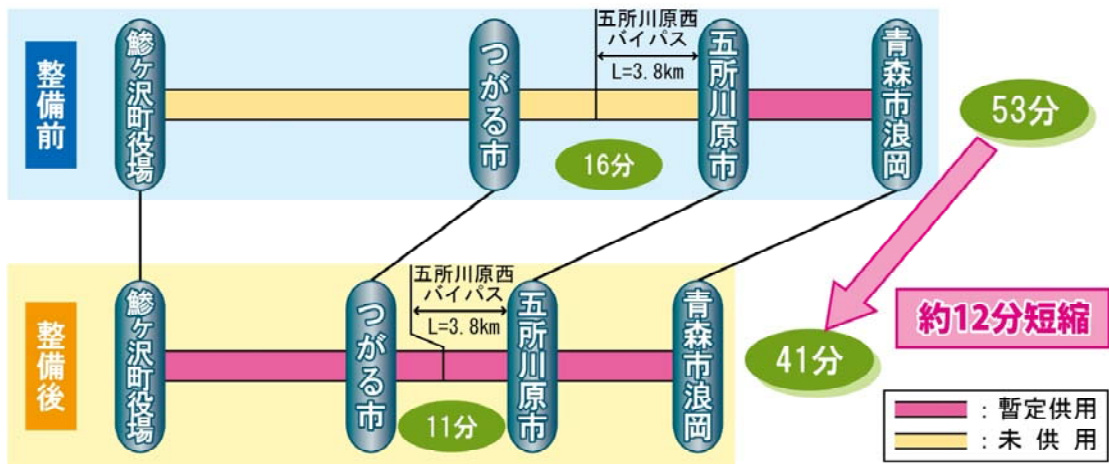 整備前
鰺ヶ沢町役場
つがる市
五所川原西
バイパス
L=3.8km
五所川原市
青森市浪岡
16分
53分
整備後
鰺ヶ沢町役場
つがる市
五所川原西
バイパス
L=3.8km
五所川原市
青森市浪岡
11分
41分
約12分短縮
：暫定供用
：未 供 用